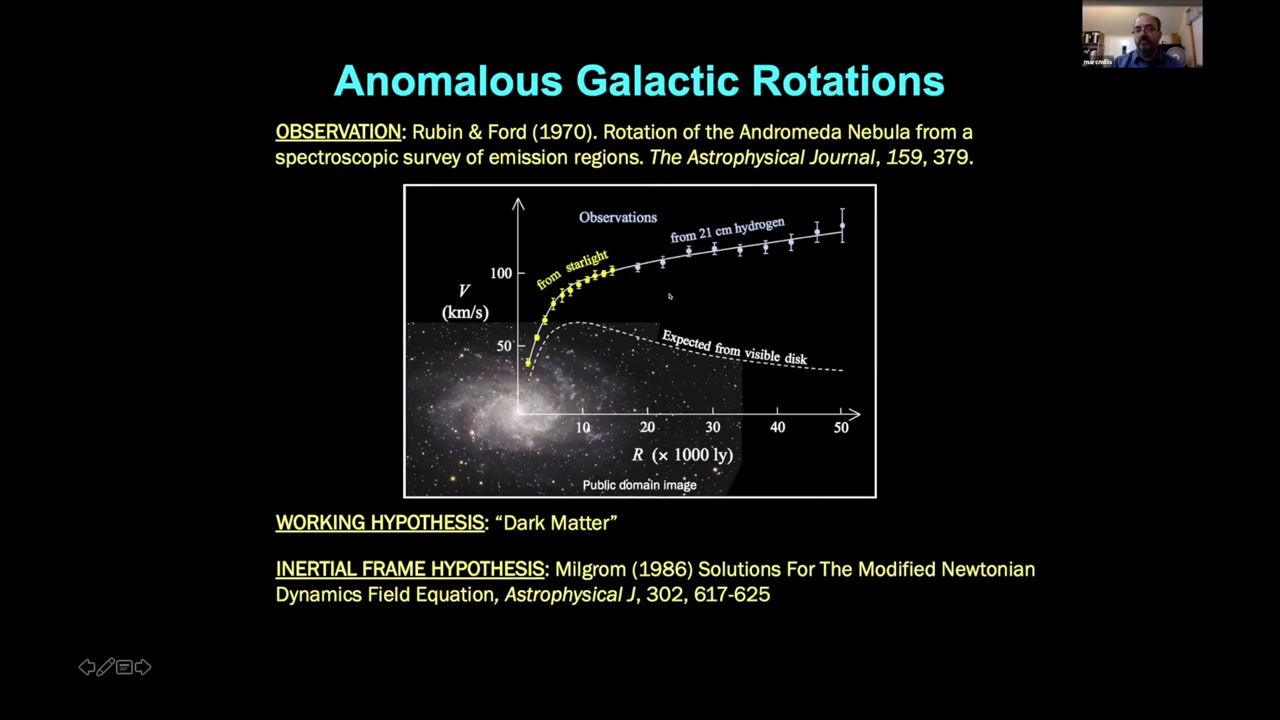 marcmillis
Anomalous Galactic Rotations
OBSERVATION: Rubin & Ford (1970). Rotation of the Andromeda Nebula from a
spectroscopic survey of emission regions. The Astrophysical Journal, 159, 379.
Observations
from 21 cm hydrogen
from starlight
100
V
(km/s)
50
Expected from visible disk
10 20 30 40 50
R (× 1000 ly)
Public domain image
WORKING HYPOTHESIS: “Dark Matter”
INERTIAL FRAME HYPOTHESIS: Milgrom (1986) Solutions For The Modified Newtonian
Dynamics Field Equation, Astrophysical J, 302, 617-625